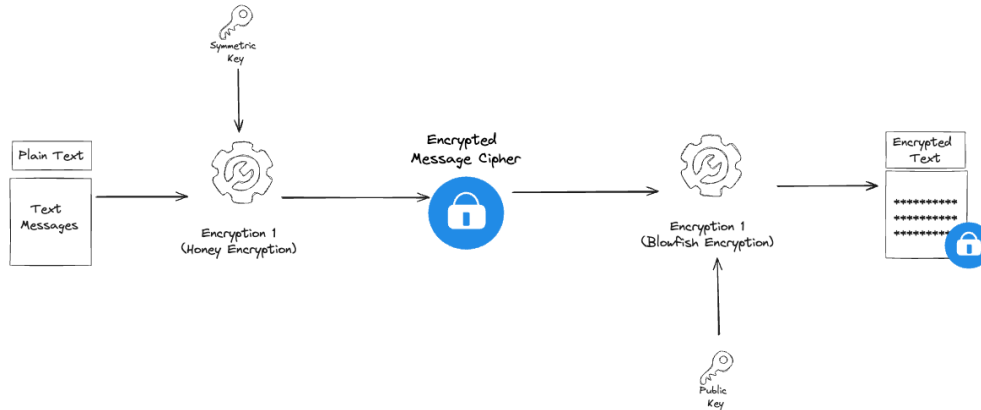 Symmetric
Key
Plain Text
Text
Messages
Encryption 1
(Honey Encryption)
Encrypted
Message Cipher
Encryption 1
(Blowfish Encryption)
Public
Key
Encrypted
Text
*********
*********
*********